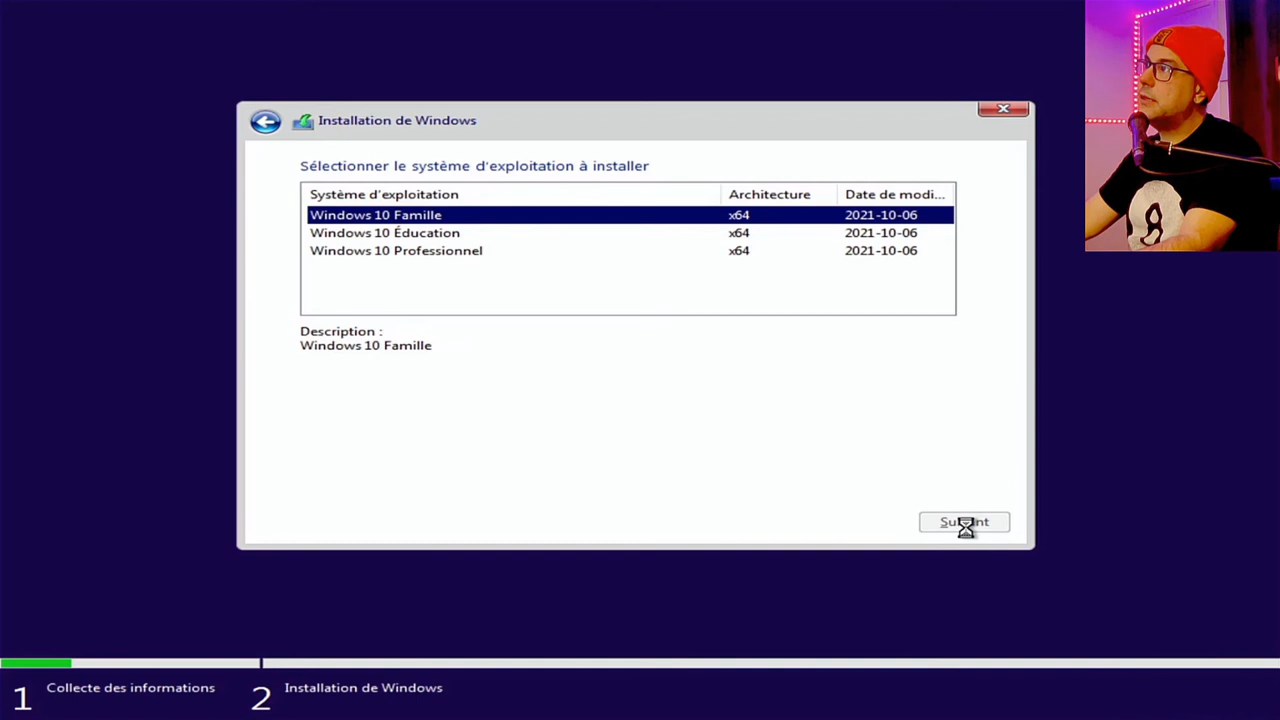 Installation de Windows
Sélectionner le système d'exploitation à installer
Système d'exploitation Architecture Date de modi...
Windows 10 Famille x64 2021-10-06
Windows 10 Éducation x64 2021-10-06
Windows 10 Professionnel x64 2021-10-06
Description :
Windows 10 Famille
1 Collecte des informations 2 Installation de Windows